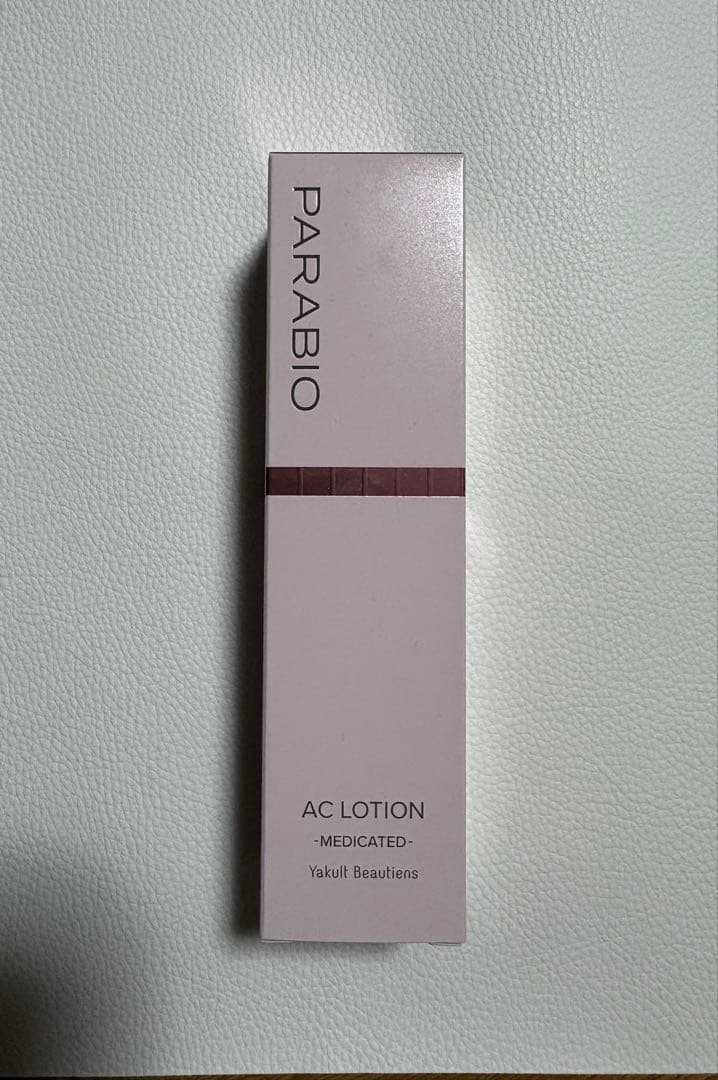 PARABIO
AC LOTION
-MEDICATED-
Yakult Beautiens